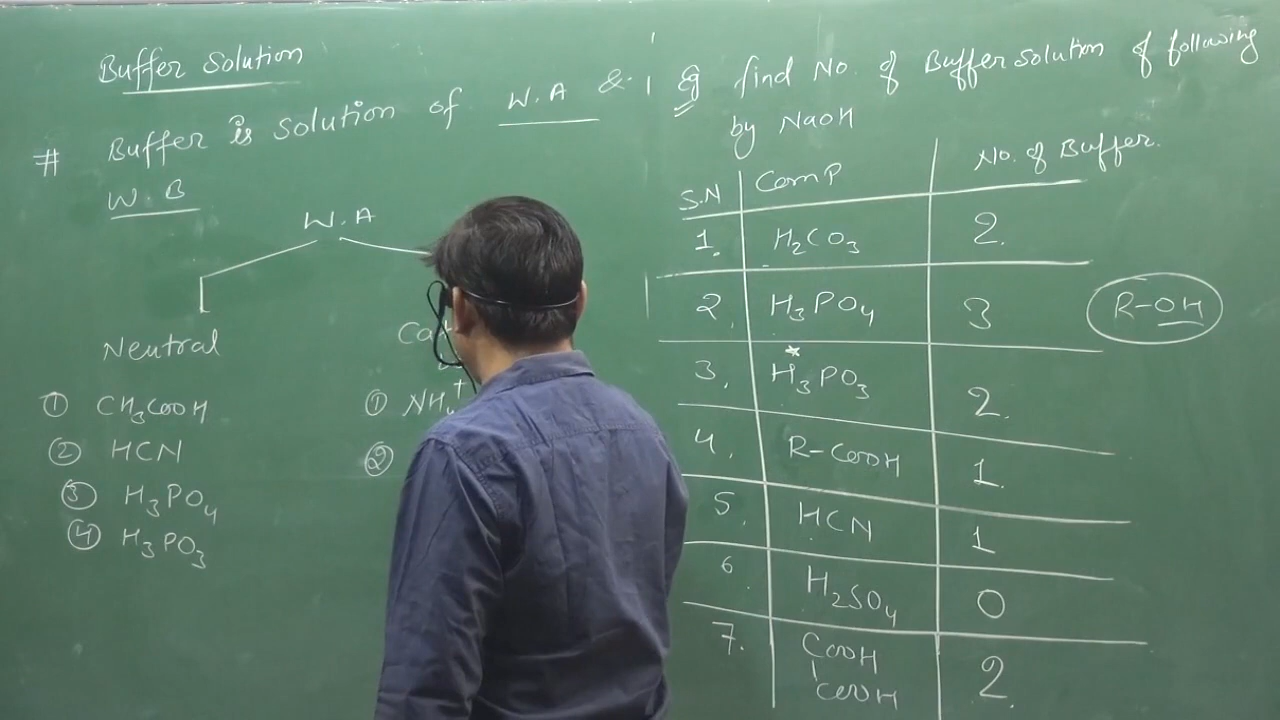 Buffer Solution
# Buffer is solution of W.A &
W.B
W.A
Neutral
① CH₃COOH
② HCN
③ H₃PO₄
④ H₃PO₃
① NH₄⁺
②
Eg find No. of Buffer Solution of following
by NaOH
S.N Comp No. of Buffer.
1. H₂CO₃ 2.
2. H₃PO₄ 3
3. H₃PO₃ 2.
4. R-COOH 1.
5. HCN 1
6 H₂SO₄ 0
7. COOH
COOH 2.
R-OH